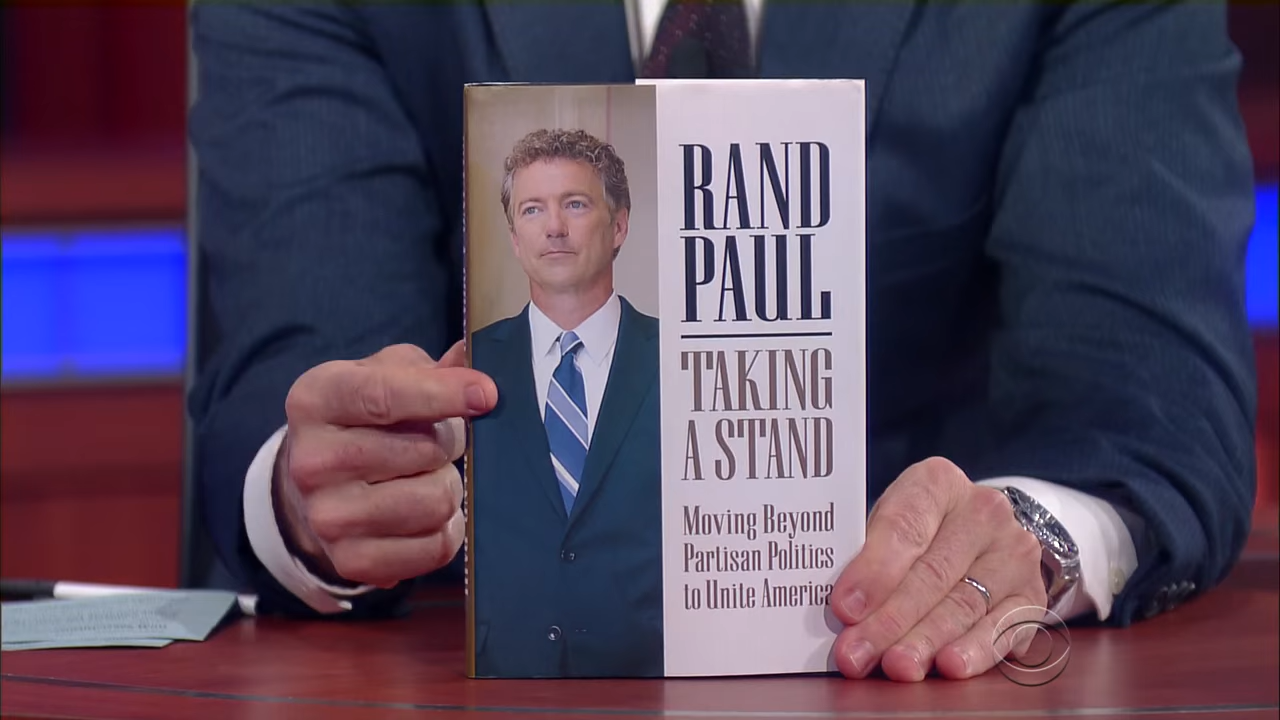 RAND
PAUL
TAKING
A STAND
Moving Beyond
Partisan Politics
to Unite America